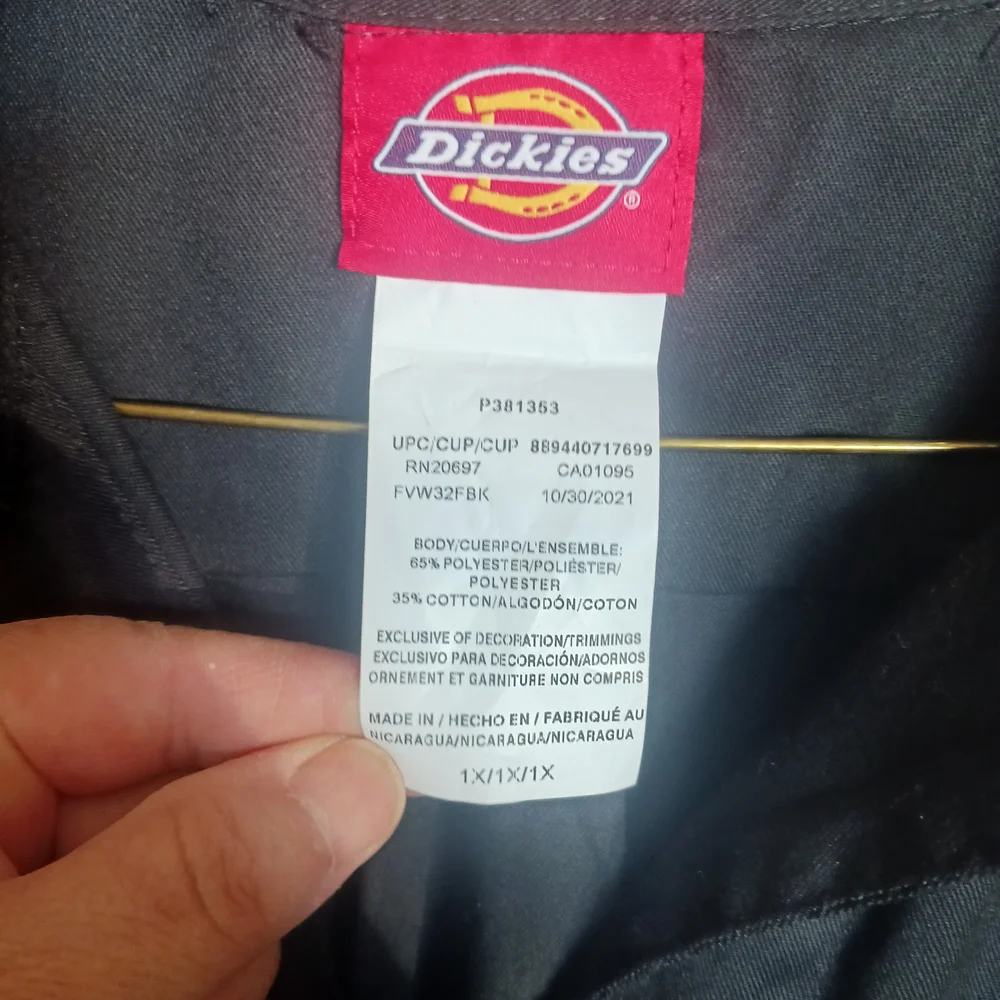 Dickies
®
P381353
UPC/CUP/CUP 889440717699
RN20697 CA01095
FVW32FBK 10/30/2021
BODY/CUERPO/L'ENSEMBLE:
65% POLYESTER/POLIÉSTER/
POLYESTER
35% COTTON/ALGODÓN/COTON
EXCLUSIVE OF DECORATION/TRIMMINGS
EXCLUSIVO PARA DECORACIÓN/ADORNOS
ORNEMENT ET GARNITURE NON COMPRIS
MADE IN / HECHO EN / FABRIQUÉ AU
NICARAGUA/NICARAGUA/NICARAGUA
1X/1X/1X